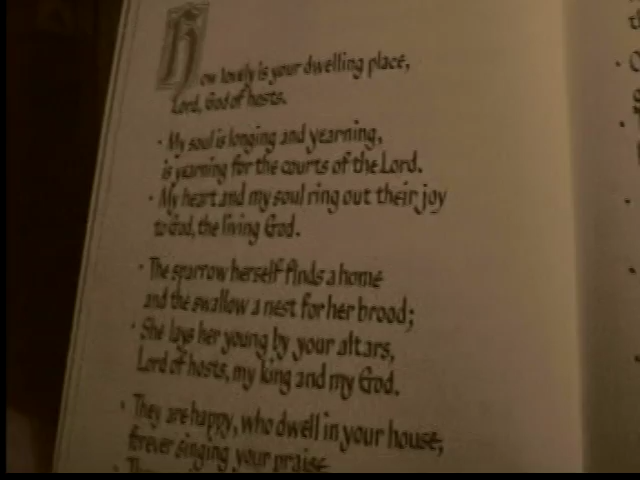 How lovely is your dwelling place,
Lord, God of hosts.
· My soul is longing and yearning,
is yearning for the courts of the Lord.
· My heart and my soul ring out their joy
to God, the living God.
· The sparrow herself finds a home
and the swallow a nest for her brood;
· She lays her young by your altars,
Lord of hosts, my king and my God.
· They are happy, who dwell in your house,
forever singing your praise